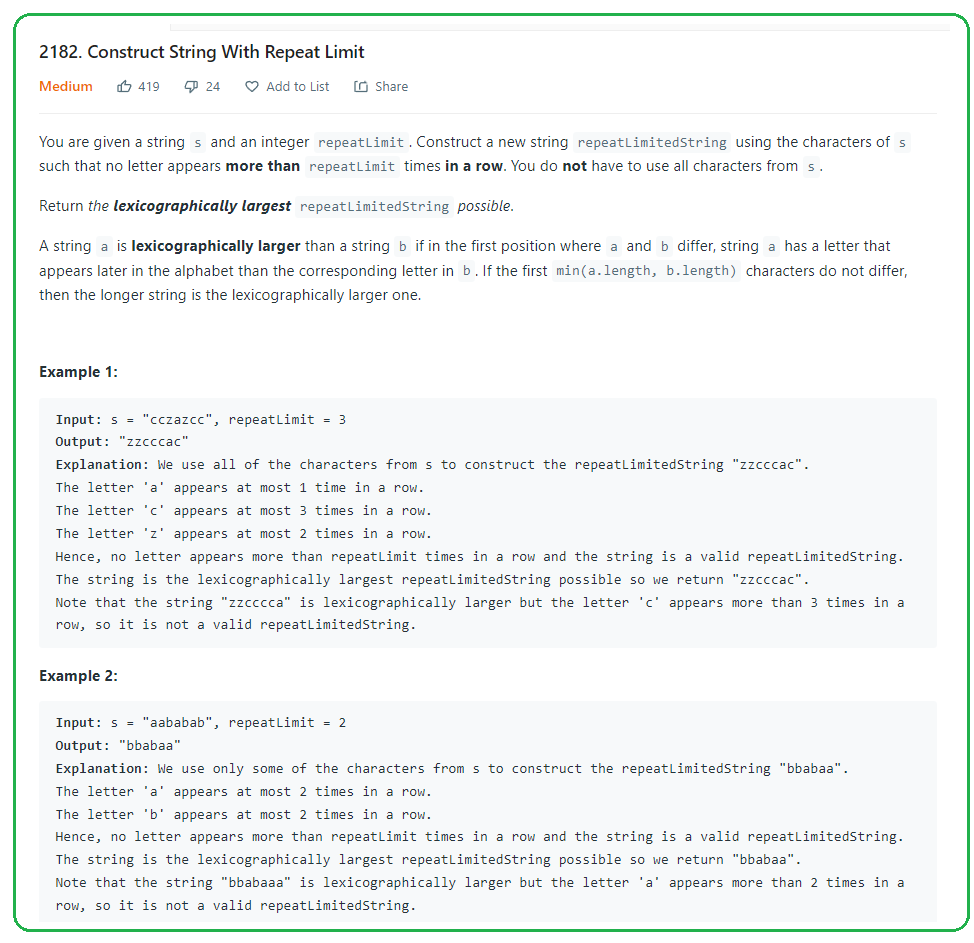 2182. Construct String With Repeat Limit
Medium 419 24 Add to List Share
You are given a string s and an integer repeatLimit. Construct a new string repeatLimitedString using the characters of s
such that no letter appears more than repeatLimit times in a row. You do not have to use all characters from s.
Return the lexicographically largest repeatLimitedString possible.
A string a is lexicographically larger than a string b if in the first position where a and b differ, string a has a letter that
appears later in the alphabet than the corresponding letter in b. If the first min(a.length, b.length) characters do not differ,
then the longer string is the lexicographically larger one.
Example 1:
Input: s = "cczazcc", repeatLimit = 3
Output: "zzcccac"
Explanation: We use all of the characters from s to construct the repeatLimitedString "zzcccac".
The letter 'a' appears at most 1 time in a row.
The letter 'c' appears at most 3 times in a row.
The letter 'z' appears at most 2 times in a row.
Hence, no letter appears more than repeatLimit times in a row and the string is a valid repeatLimitedString.
The string is the lexicographically largest repeatLimitedString possible so we return "zzcccac".
Note that the string "zzcccca" is lexicographically larger but the letter 'c' appears more than 3 times in a
row, so it is not a valid repeatLimitedString.
Example 2:
Input: s = "aababab", repeatLimit = 2
Output: "bbabaa"
Explanation: We use only some of the characters from s to construct the repeatLimitedString "bbabaa".
The letter 'a' appears at most 2 times in a row.
The letter 'b' appears at most 2 times in a row.
Hence, no letter appears more than repeatLimit times in a row and the string is a valid repeatLimitedString.
The string is the lexicographically largest repeatLimitedString possible so we return "bbabaa".
Note that the string "bbabaaa" is lexicographically larger but the letter 'a' appears more than 2 times in a
row, so it is not a valid repeatLimitedString.